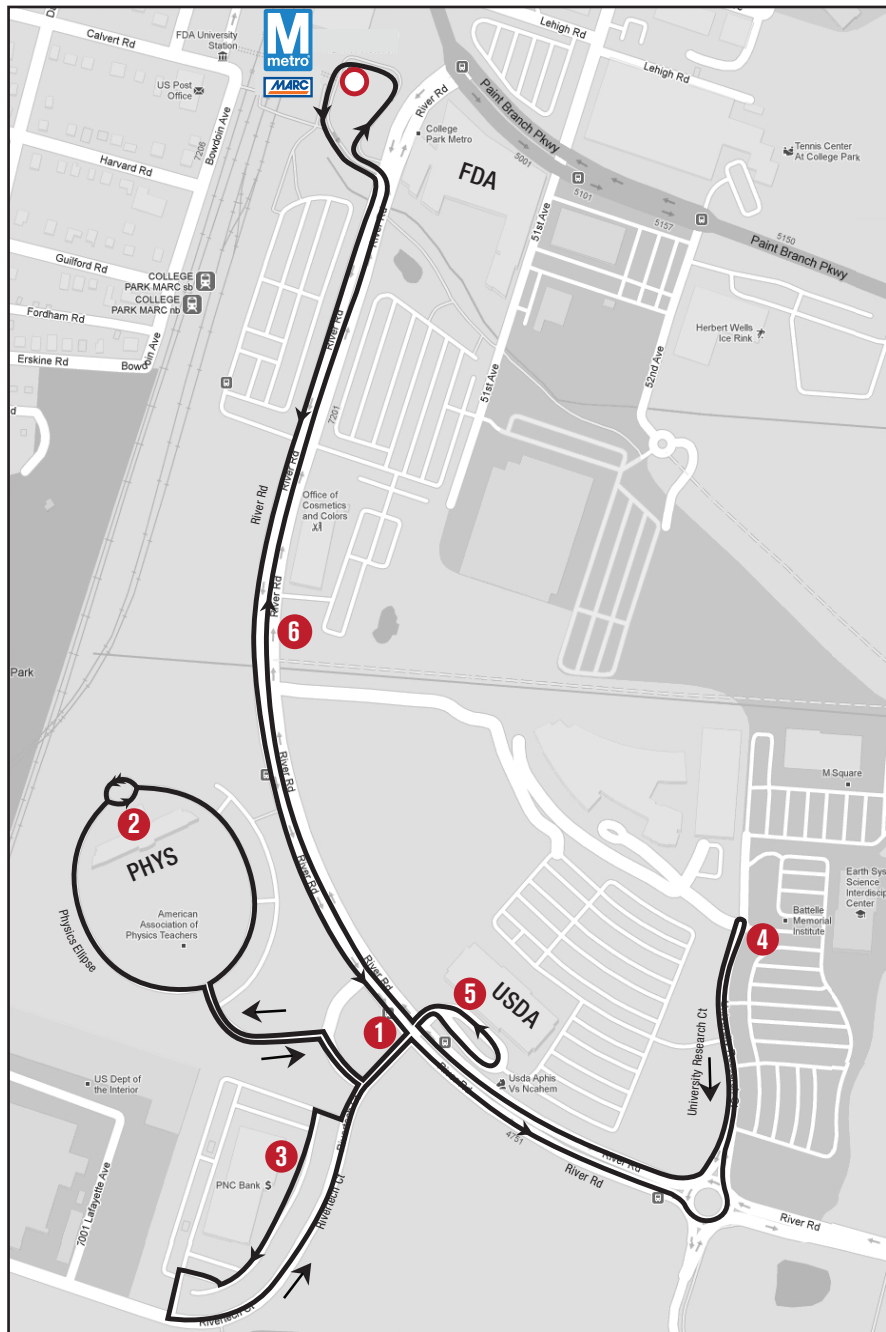 Calvert Rd
FDA University
Station
M
metro
MARC
US Post
Office
Bowdoin Ave
7206
Harvard Rd
Guilford Rd
COLLEGE
PARK MARC sb
COLLEGE
PARK MARC nb
Fordham Rd
Erskine Rd
Bowdoin Ave
Lehigh Rd
Lehigh Rd
River Rd
Paint Branch Pkwy
College
Park Metro
FDA
5001
5101
5157
5150
Paint Branch Pkwy
Tennis Center
At College Park
51st Ave
51st Ave
52nd Ave
Herbert Wells
Ice Rink
River Rd
River Rd
7201
River Rd
River Rd
Office of
Cosmetics
and Colors
River Rd
6
Park
River Rd
M Square
2
PHYS
American
Association of
Physics Teachers
Physics Ellipse
River Rd
River Rd
Earth Sys
Science
Interdiscip
Center
Battelle
Memorial
Institute
4
5
USDA
1
University Research Ct
US Dept of
the Interior
Usda Aphis
Vs Ncahem
River Rd
4751
River Rd
River Rd
River Rd
3
PNC Bank $
Rivertech Ct
Rivertech Ct
7001 Lafayette Ave